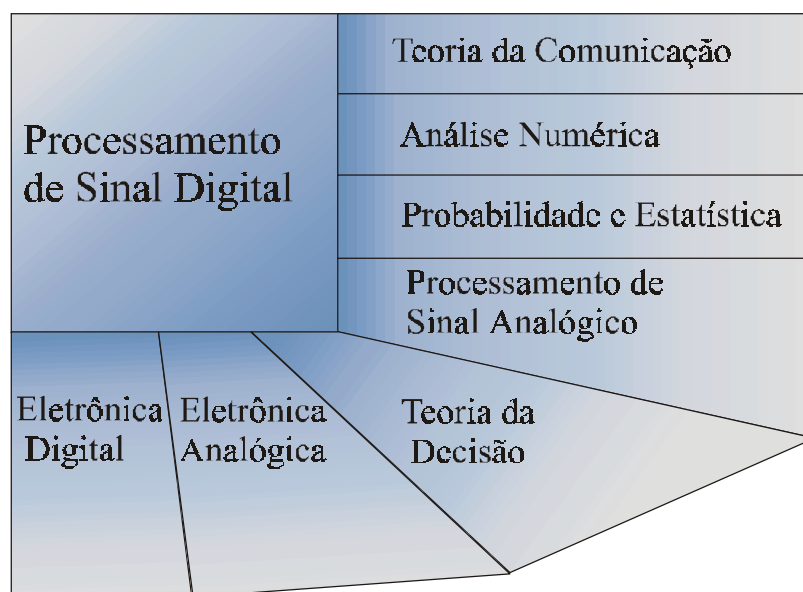 Processamento
de Sinal Digital
Teoria da Comunicação
Análise Numérica
Probabilidade e Estatística
Processamento de
Sinal Analógico
Teoria da
Decisão
Eletrônica
Analógica
Eletrônica
Digital